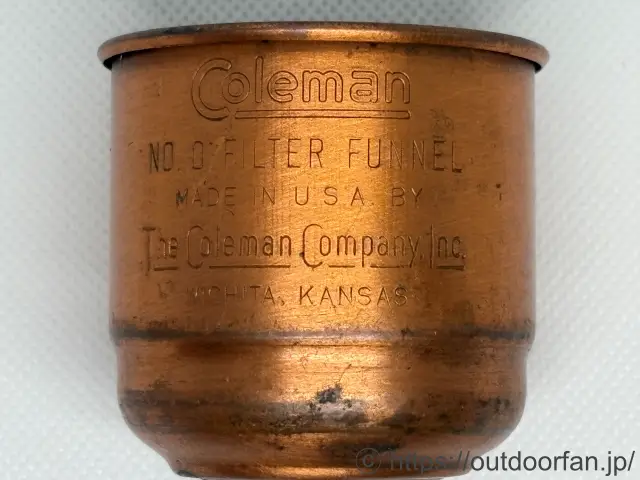 Coleman
NO. 0 FILTER FUNNEL
MADE IN U.S.A. BY
The Coleman Company, Inc.
WICHITA, KANSAS
© https://outdoorfan.jp/